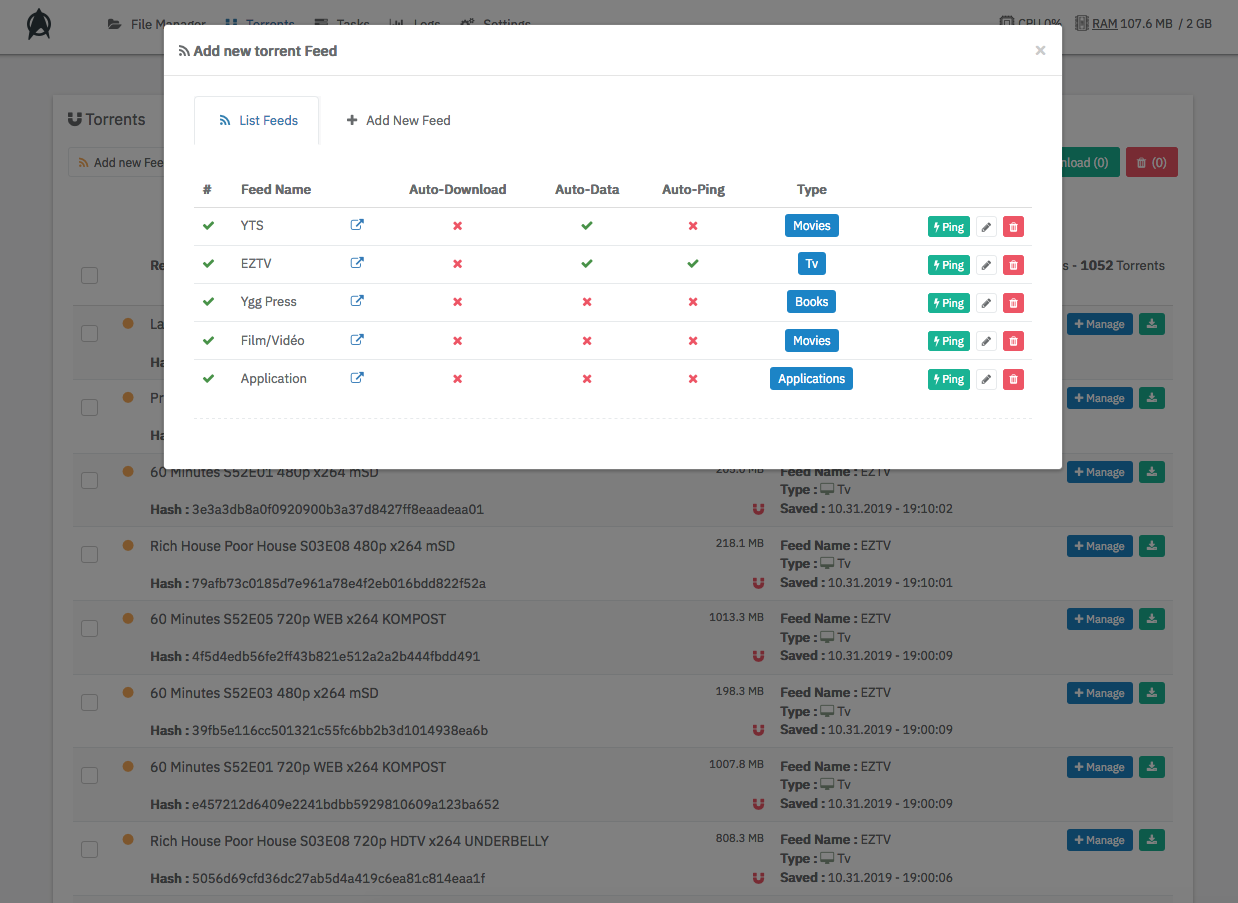 File Manager Torrents Tasks Logs Settings CPU 0% RAM 107.6 MB / 2 GB
Add new torrent Feed ×
Torrents
List Feeds Add New Feed
Add new Fee nload (0) (0)
# Feed Name Auto-Download Auto-Data Auto-Ping Type
YTS Movies Ping
EZTV Tv Ping
Re s - 1052 Torrents
Ygg Press Books Ping
La Manage
Film/Vidéo Movies Ping
Ha
Application Applications Ping
Pr Manage
Ha
60 Minutes S52E01 480p x264 mSD 203.0 MB Feed Name : EZTV Manage
Type : Tv
Hash : 3e3a3db8a0f0920900b3a37d8427ff8eaadeaa01 Saved : 10.31.2019 - 19:10:02
Rich House Poor House S03E08 480p x264 mSD 218.1 MB Feed Name : EZTV Manage
Type : Tv
Hash : 79afb73c0185d7e961a78e4f2eb016bdd822f52a Saved : 10.31.2019 - 19:10:01
60 Minutes S52E05 720p WEB x264 KOMPOST 1013.3 MB Feed Name : EZTV Manage
Type : Tv
Hash : 4f5d4edb56fe2ff43b821e512a2a2b444fbdd491 Saved : 10.31.2019 - 19:00:09
60 Minutes S52E03 480p x264 mSD 198.3 MB Feed Name : EZTV Manage
Type : Tv
Hash : 39fb5e116cc501321c55fc6bb2b3d1014938ea6b Saved : 10.31.2019 - 19:00:09
60 Minutes S52E01 720p WEB x264 KOMPOST 1007.8 MB Feed Name : EZTV Manage
Type : Tv
Hash : e457212d6409e2241bdbb5929810609a123ba652 Saved : 10.31.2019 - 19:00:09
Rich House Poor House S03E08 720p HDTV x264 UNDERBELLY 808.3 MB Feed Name : EZTV Manage
Type : Tv
Hash : 5056d69cfd36dc27ab5d4a419c6ea81c814eaa1f Saved : 10.31.2019 - 19:00:06